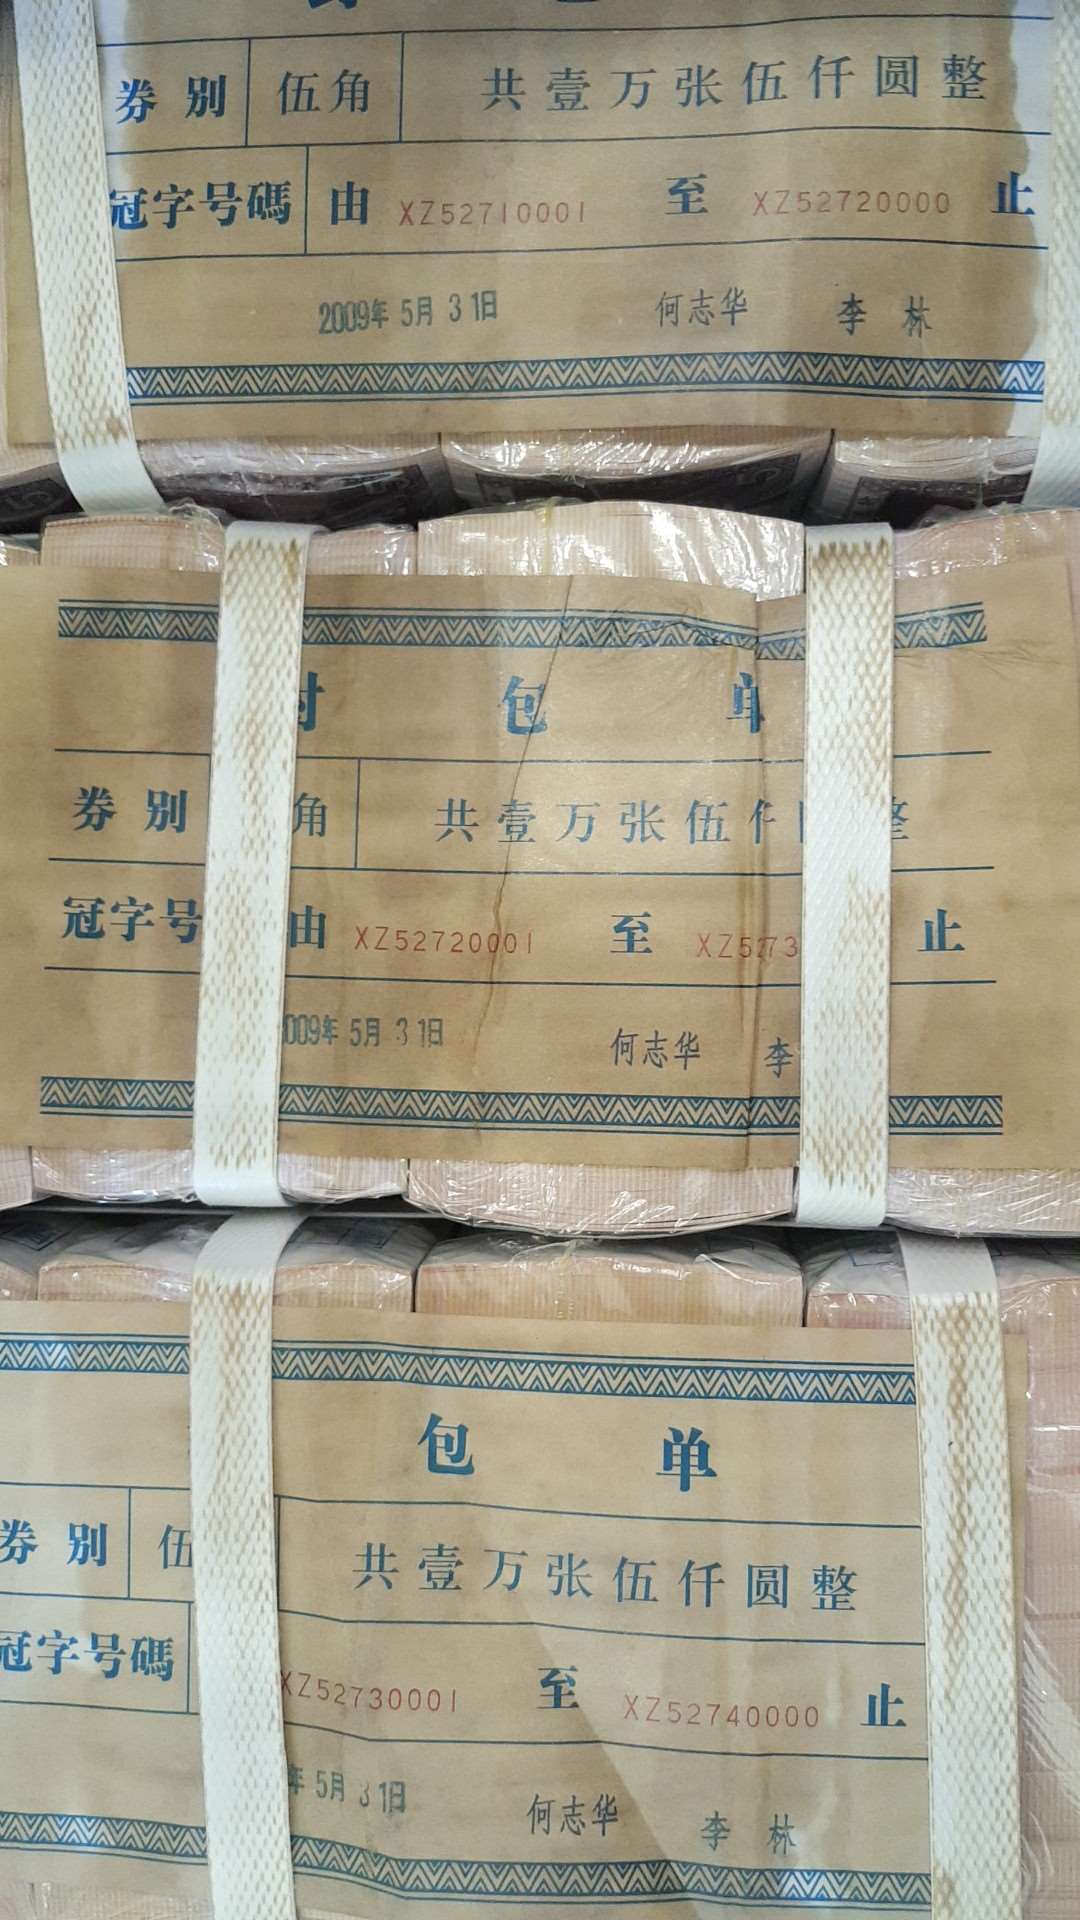 券别 伍角 共壹万张伍仟圆整
冠字号碼 由 XZ52710001 至 XZ52720000 止
2009年5月31日 何志华 李林
封包单
券别 角 共壹万张伍仟 整
冠字号 由 XZ52720001 至 XZ5273 止
009年5月31日 何志华 李
包单
券别 伍 共壹万张伍仟圆整
冠字号碼 XZ52730001 至 XZ52740000 止
年5月31日 何志华 李林